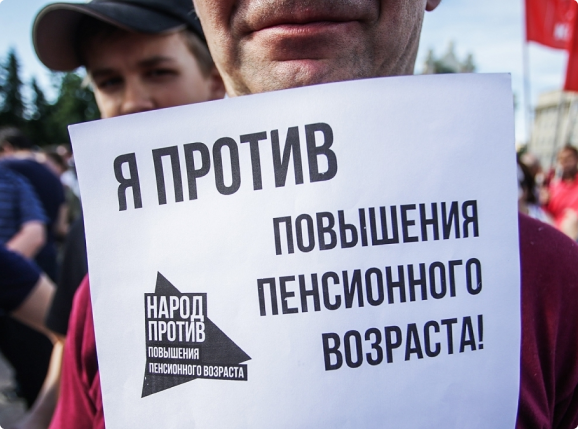 Я ПРОТИВ
ПОВЫШЕНИЯ
ПЕНСИОННОГО
ВОЗРАСТА!
НАРОД
ПРОТИВ
ПОВЫШЕНИЯ
ПЕНСИОННОГО ВОЗРАСТА